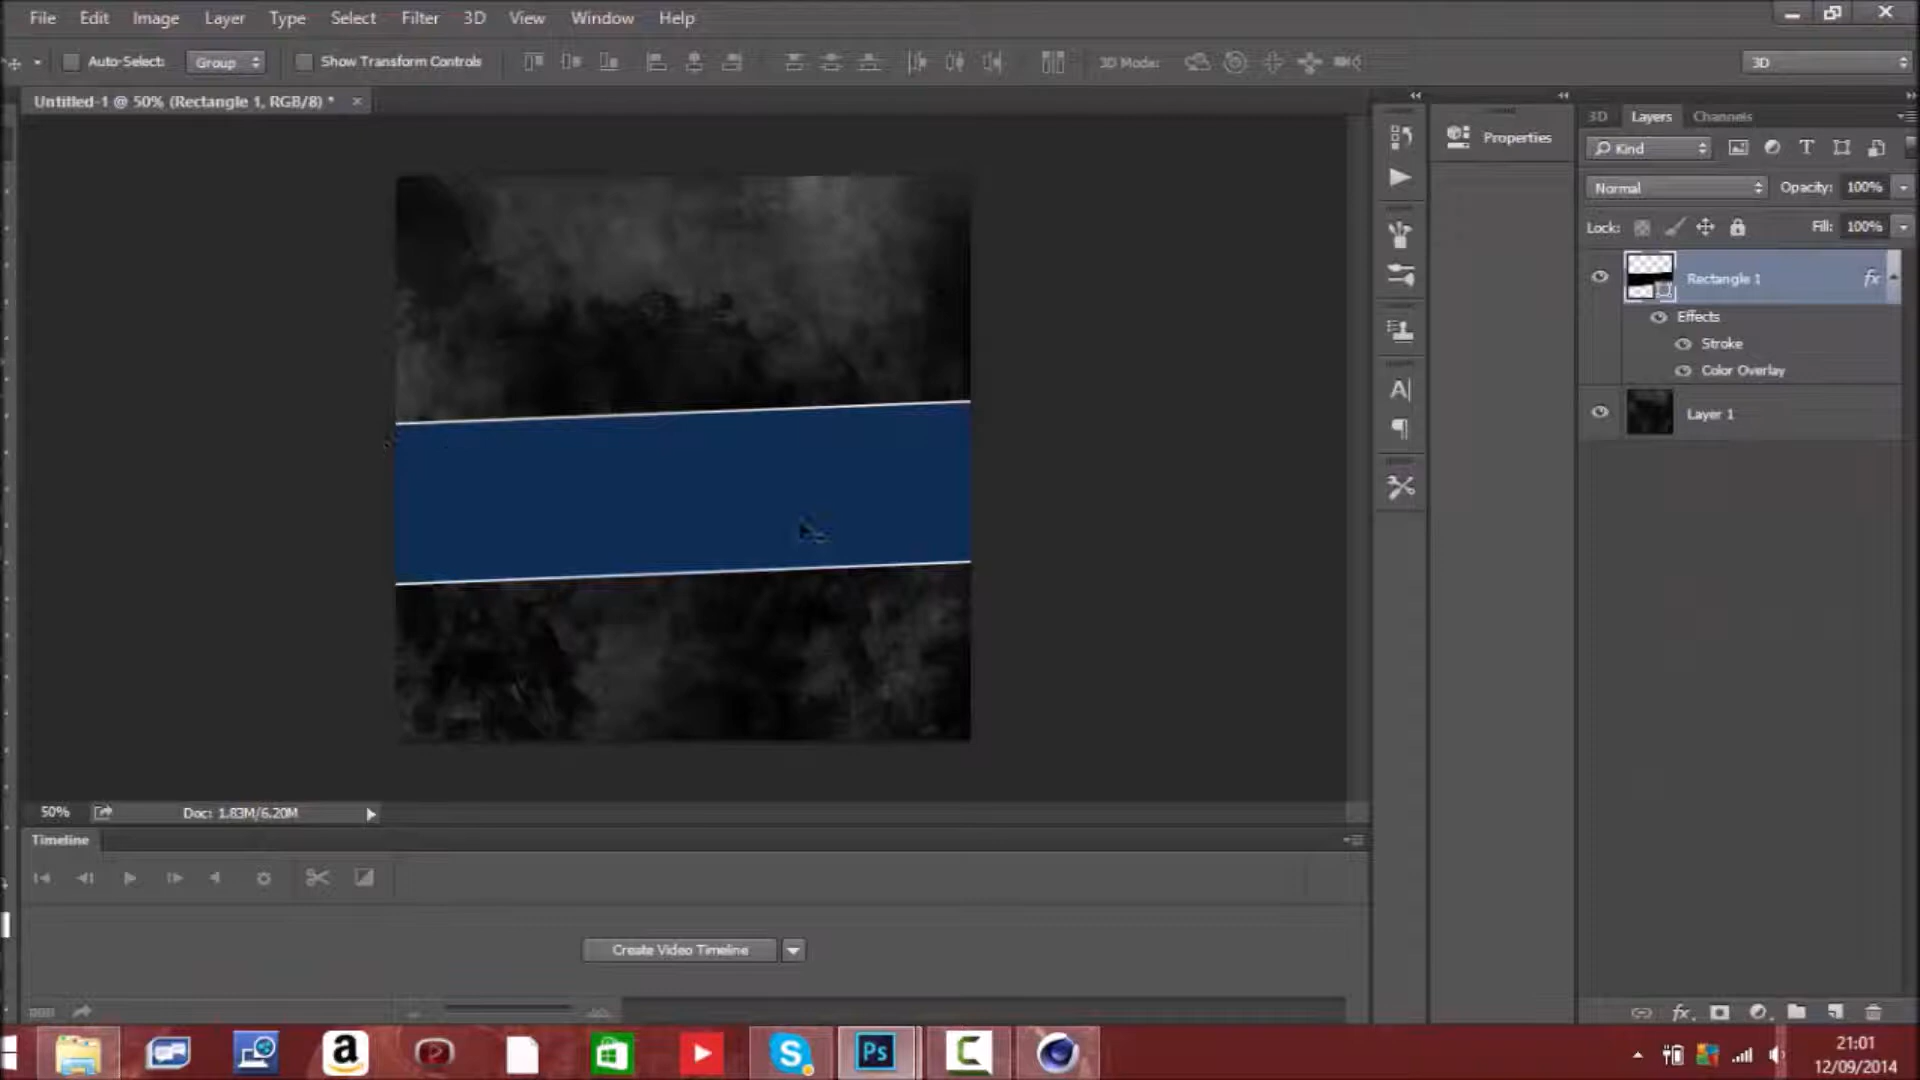 File Edit Image Layer Type Select Filter 3D View Window Help
Auto-Select: Group Show Transform Controls 3D Mode: 3D
Untitled-1 @ 50% (Rectangle 1, RGB/8) * ×
Properties
3D Layers Channels
Kind
Normal Opacity: 100%
Lock: Fill: 100%
Rectangle 1 fx
Effects
Stroke
Color Overlay
Layer 1
50% Doc: 1.83M/6.20M
Timeline
Create Video Timeline
fx
a Ps
21:01
12/09/2014